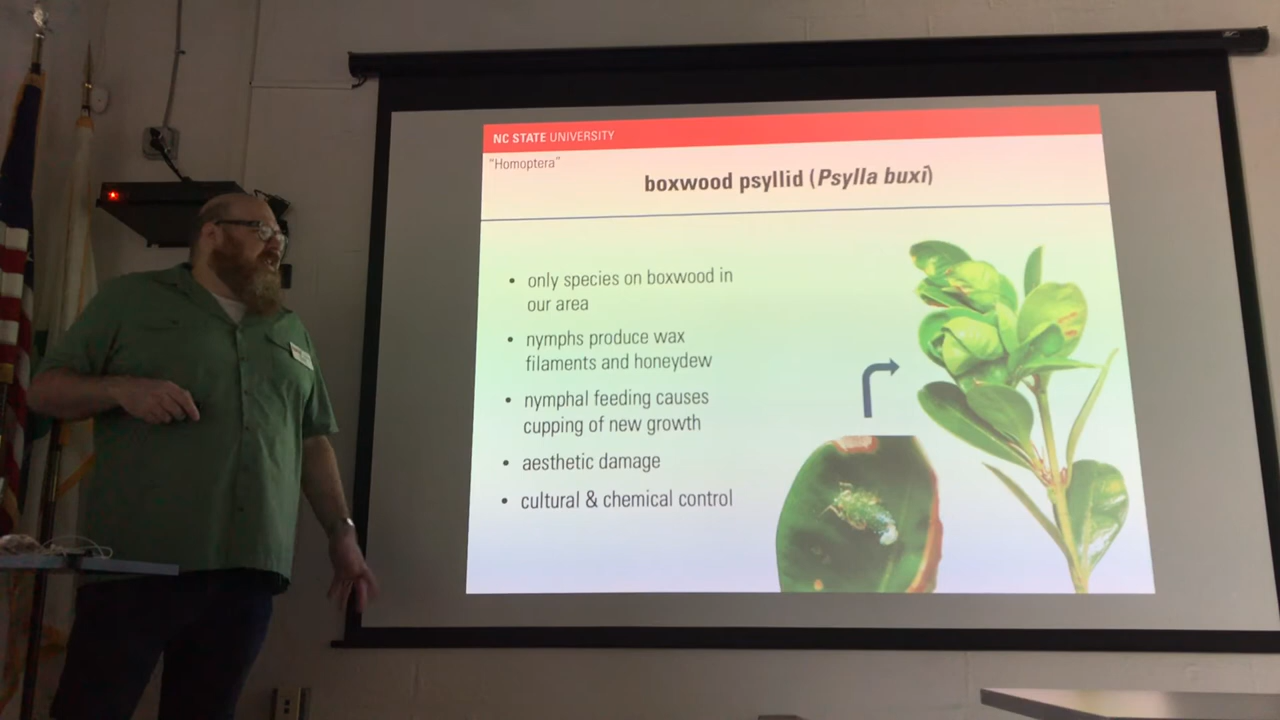 NC STATE UNIVERSITY
"Homoptera"
boxwood psyllid (Psylla buxi)
• only species on boxwood in
our area
• nymphs produce wax
filaments and honeydew
• nymphal feeding causes
cupping of new growth
• aesthetic damage
• cultural & chemical control